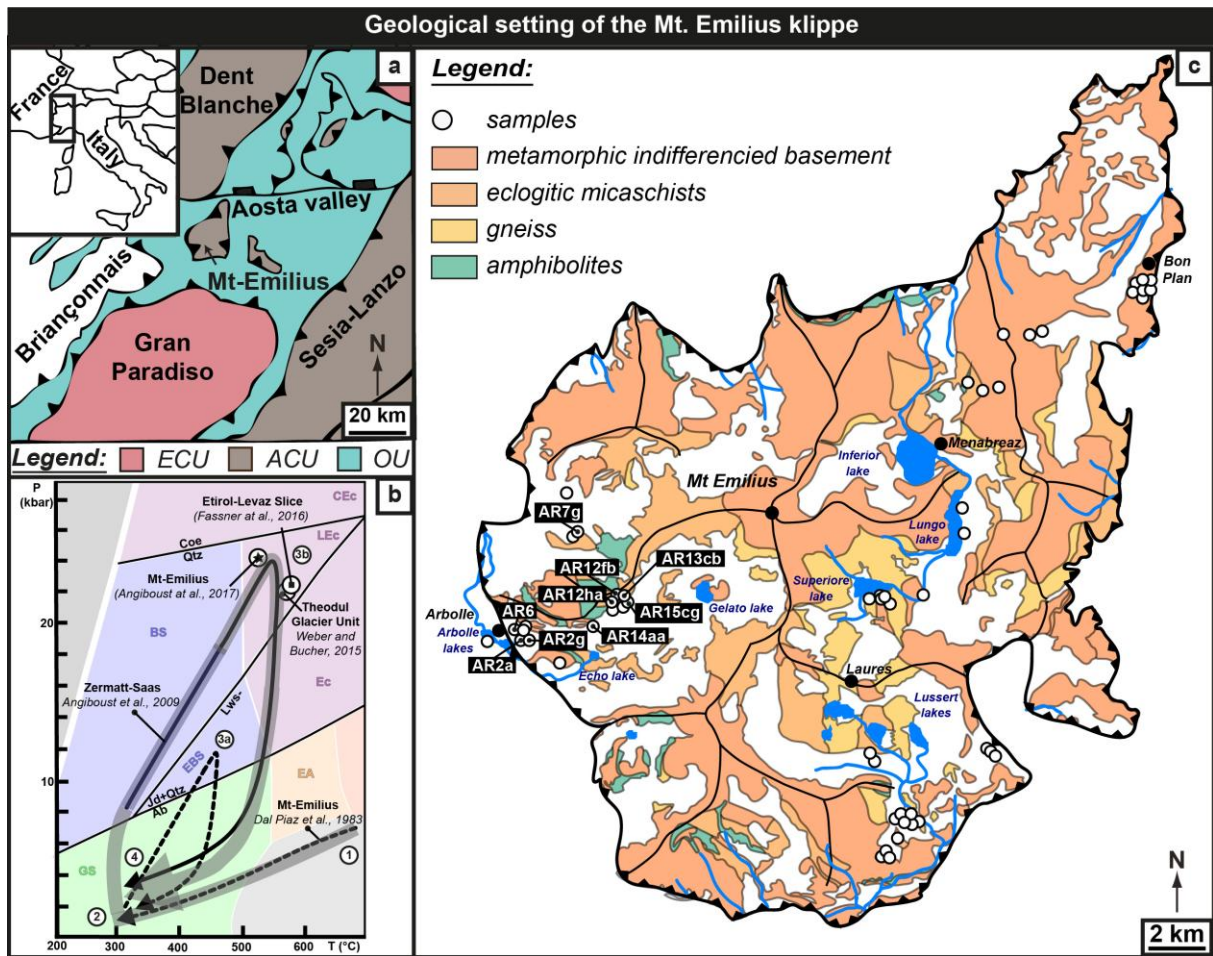 Geological setting of the Mt. Emilius klippe
a
France
Italy
Dent
Blanche
Aosta valley
Mt-Emilius
Briançonnais
Gran
Paradiso
Sesia-Lanzo
N
20 km
Legend: ECU ACU OU
b
P
(kbar)
20
10
200 300 400 500 600 T (°C)
Etirol-Levaz Slice
(Fassner at al., 2016)
CEc
LEc
Coe
Qtz
3b
Mt-Emilius
(Angiboust at al., 2017)
Theodul
Glacier Unit
Weber and
Bucher, 2015
BS
Ec
Zermatt-Saas
Angiboust et al., 2009
Lws-
3a
EBS
EA
Jd+Qtz
Ab
Mt-Emilius
Dal Piaz et al., 1983
1
4
GS
2
c
Legend:
samples
metamorphic indifferencied basement
eclogitic micaschists
gneiss
amphibolites
Bon
Plan
Menabreaz
Inferior
lake
Mt Emilius
Lungo
lake
AR7g
AR13cb
AR12fb
AR12ha
Superiore
lake
AR15cg
Gelato lake
AR6
Arbolle
AR14aa
AR2g
Arbolle
lakes
AR2a
Echo lake
Laures
Lussert
lakes
N
2 km